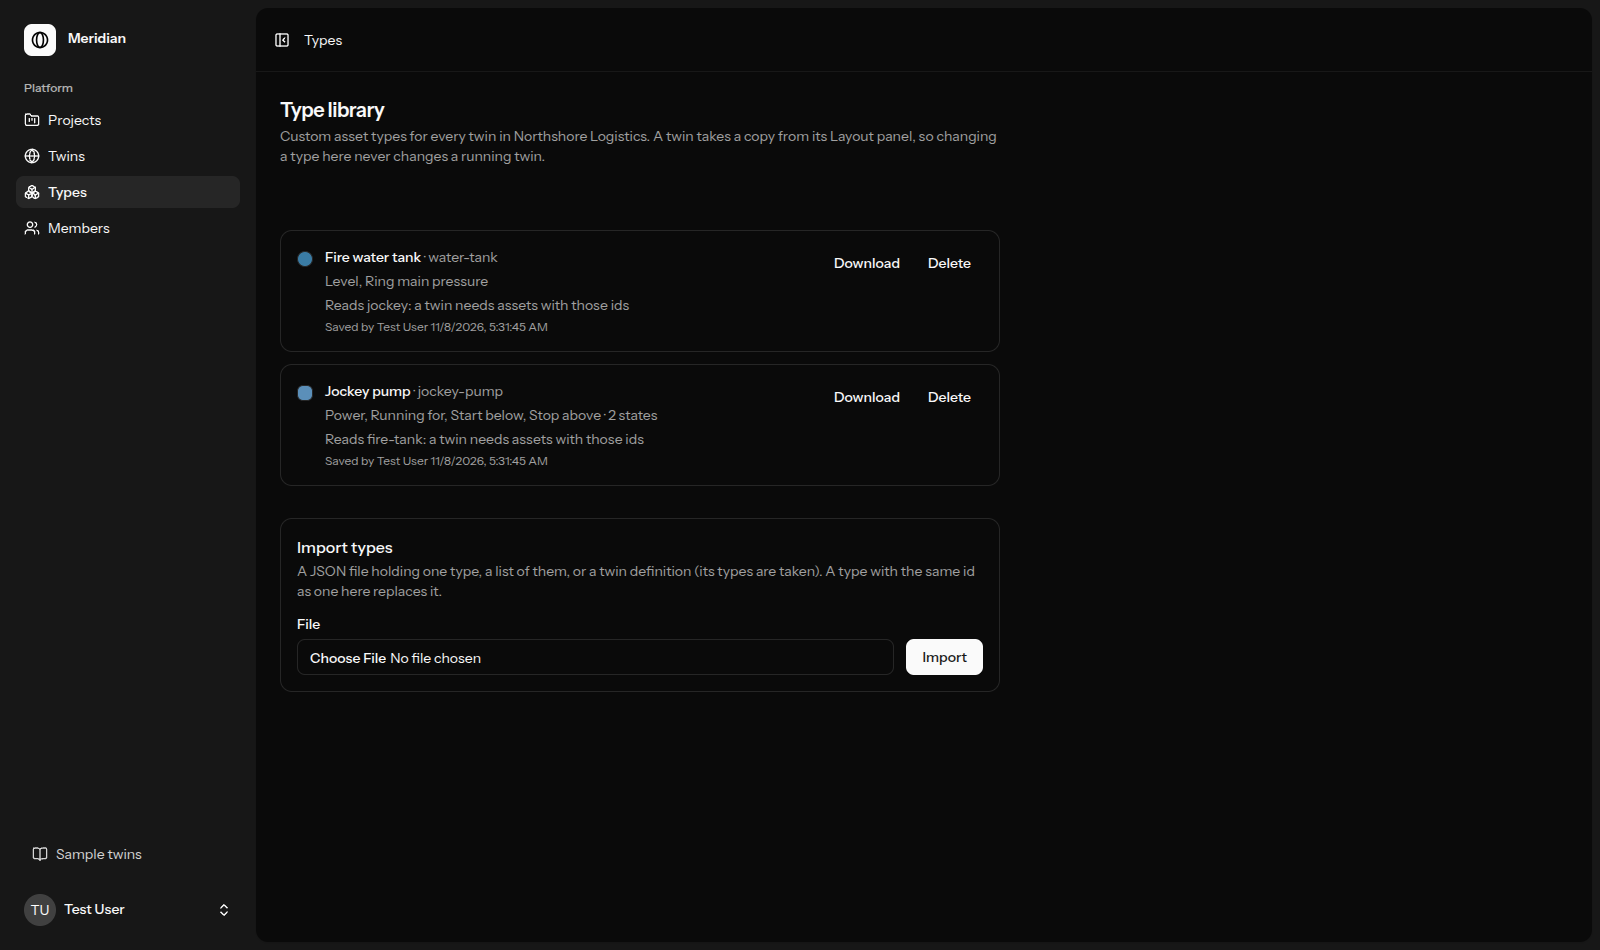 Meridian
Platform
Projects
Twins
Types
Members
Sample twins
TU
Test User
Types
Type library
Custom asset types for every twin in Northshore Logistics. A twin takes a copy from its Layout panel, so changing
a type here never changes a running twin.
Fire water tank · water-tank
Level, Ring main pressure
Reads jockey: a twin needs assets with those ids
Saved by Test User 11/8/2026, 5:31:45 AM
Download
Delete
Jockey pump · jockey-pump
Power, Running for, Start below, Stop above · 2 states
Reads fire-tank: a twin needs assets with those ids
Saved by Test User 11/8/2026, 5:31:45 AM
Download
Delete
Import types
A JSON file holding one type, a list of them, or a twin definition (its types are taken). A type with the same id
as one here replaces it.
File
Choose File No file chosen
Import